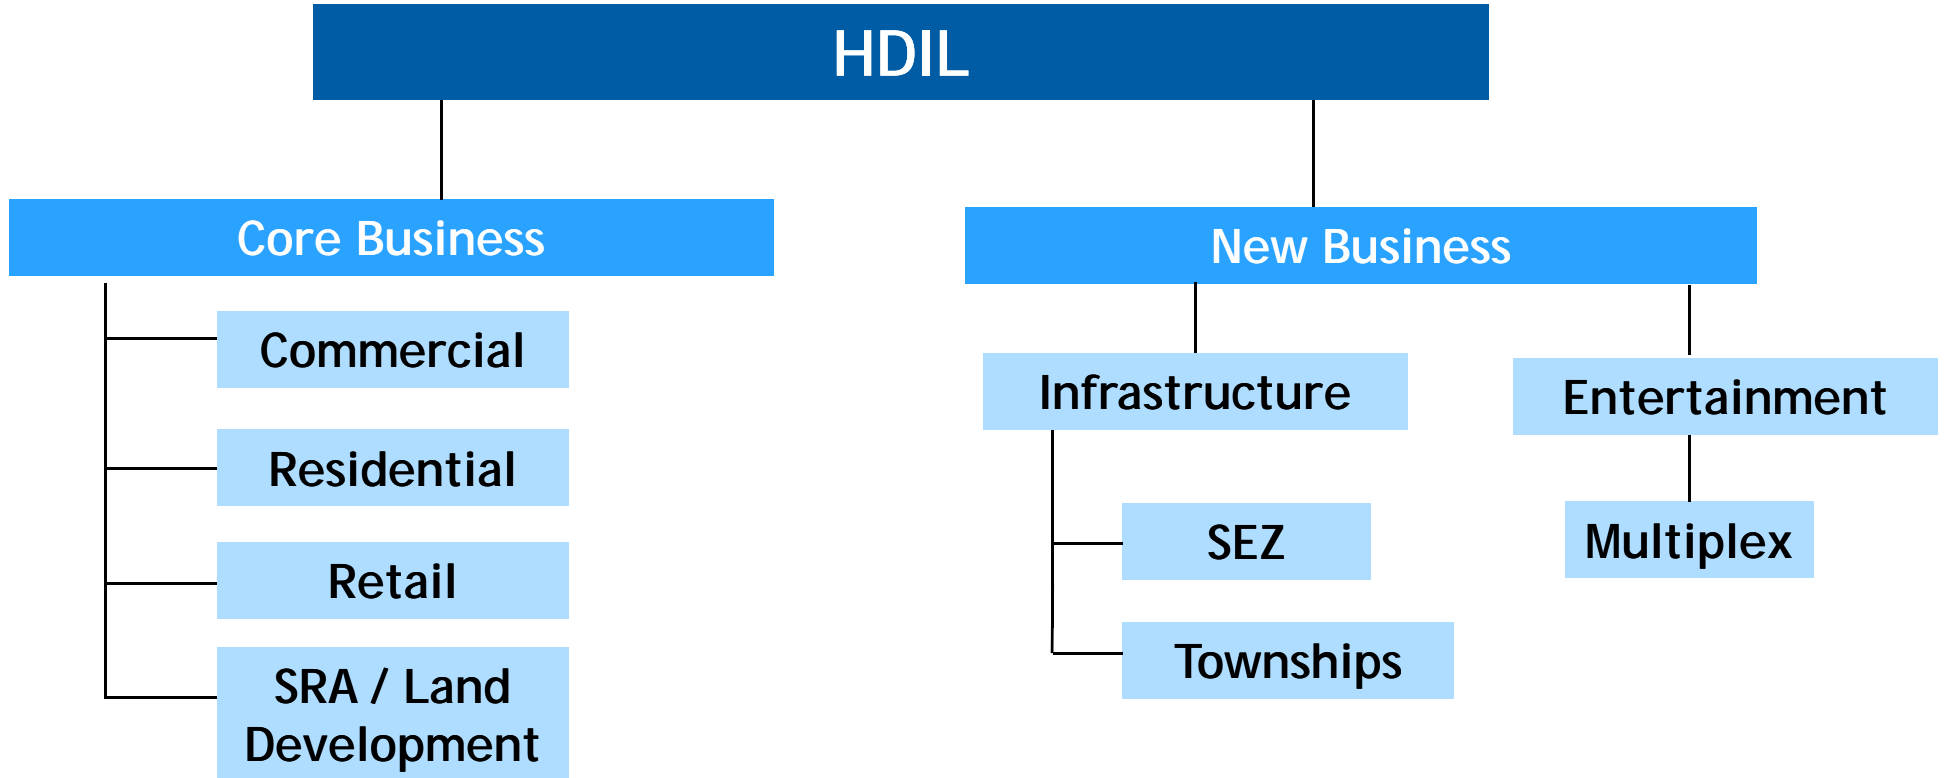 HDIL
Core Business
Commercial
Residential
Retail
SRA / Land
Development
New Business
Infrastructure
SEZ
Townships
Entertainment
Multiplex